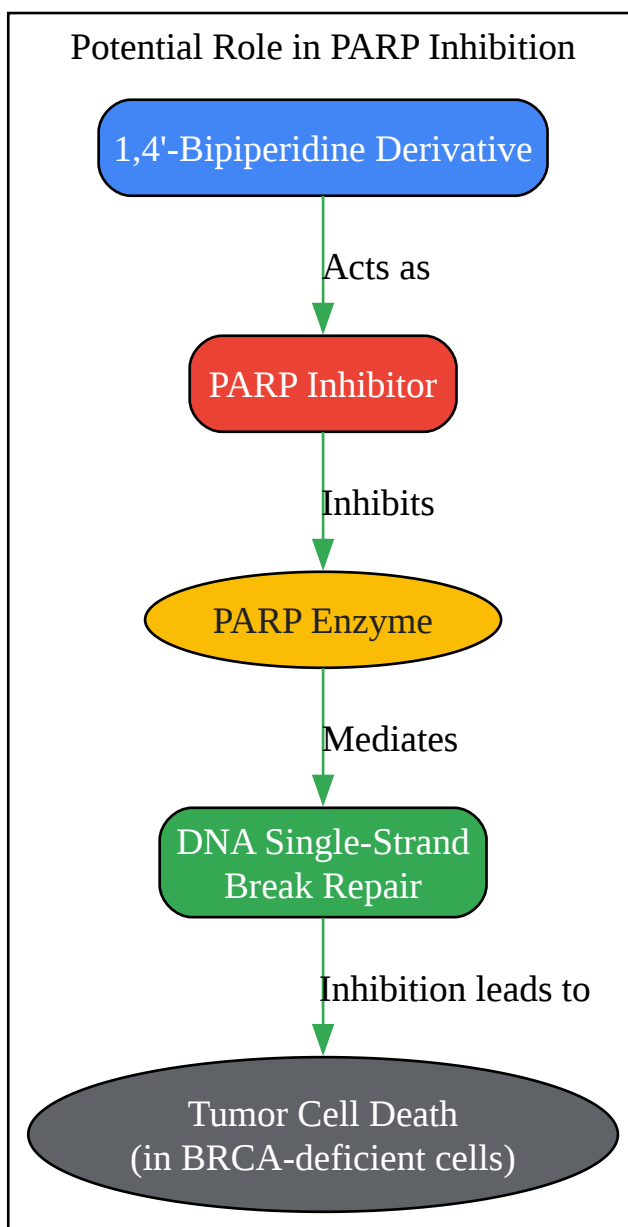 Potential Role in PARP Inhibition
1,4'-Bipiperidine Derivative
Acts as
PARP Inhibitor
Inhibits
PARP Enzyme
Mediates
DNA Single-Strand
Break Repair
Inhibition leads to
Tumor Cell Death
(in BRCA-deficient cells)